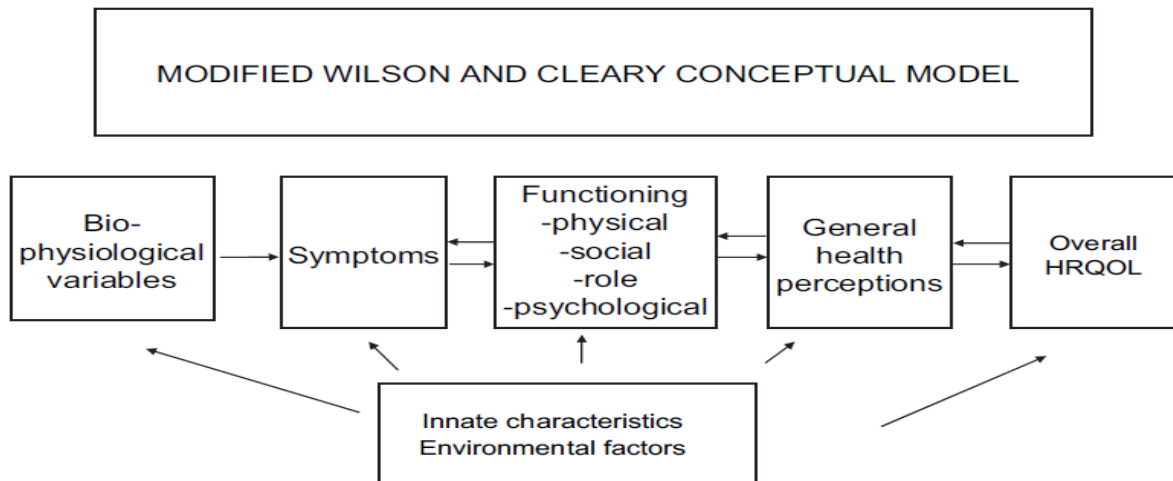 MODIFIED WILSON AND CLEARY CONCEPTUAL MODEL
Bio-
physiological
variables
Symptoms
Functioning
-physical
-social
-role
-psychological
General
health
perceptions
Overall
HRQOL
Innate characteristics
Environmental factors